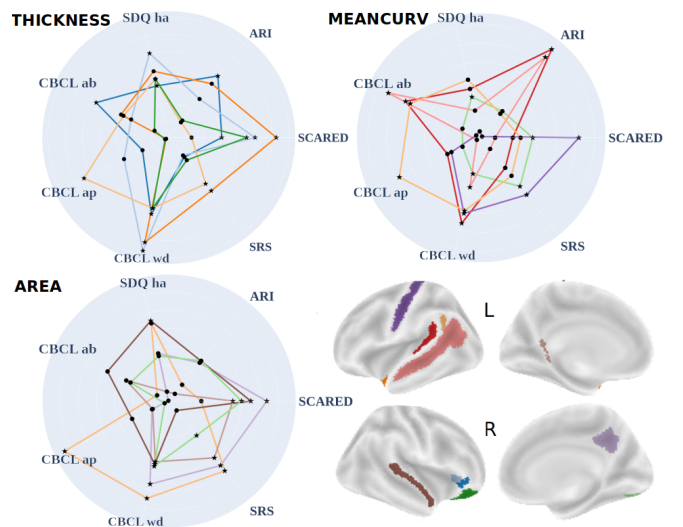 THICKNESS
SDQ ha
ARI
CBCL ab
SCARED
CBCL ap
SRS
CBCL wd
MEANCURV
SDQ ha
ARI
CBCL ab
SCARED
CBCL ap
SRS
CBCL wd
AREA
SDQ ha
ARI
CBCL ab
SCARED
CBCL ap
SRS
CBCL wd
L
R